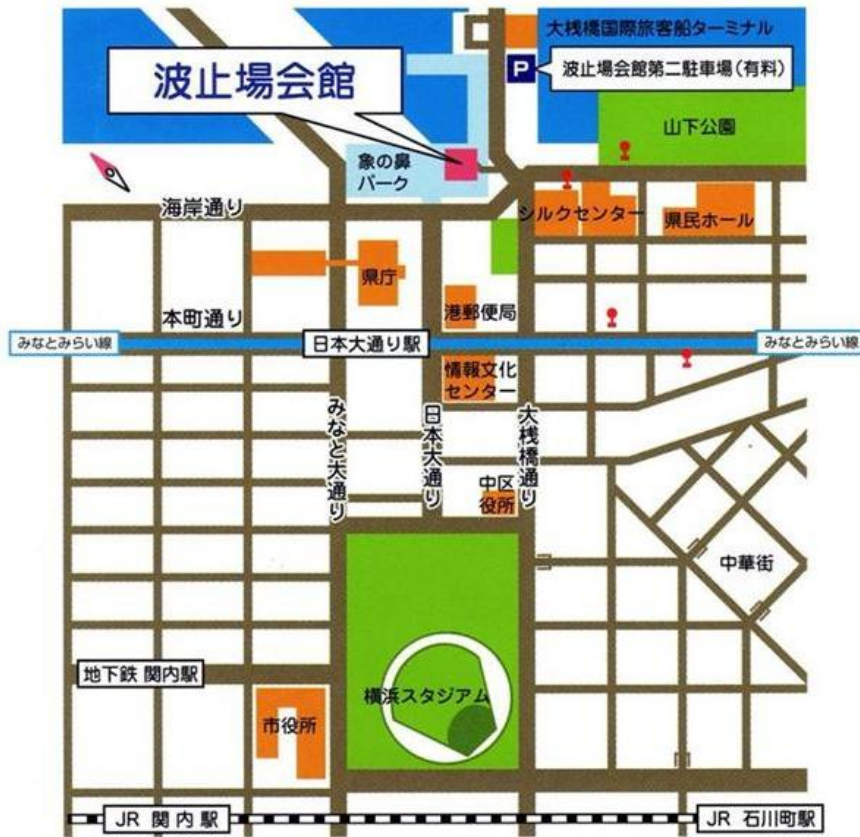 大桟橋国際旅客船ターミナル
波止場会館
P
波止場会館第二駐車場(有料)
山下公園
象の鼻
パーク
海岸通り
シルクセンター
県民ホール
県庁
港郵便局
本町通り
みなとみらい線
日本大通り駅
みなとみらい線
情報文化
センター
みなと大通り
日本大通り
大桟橋通り
中区
役所
中華街
地下鉄 関内駅
横浜スタジアム
市役所
JR 関内駅
JR 石川町駅